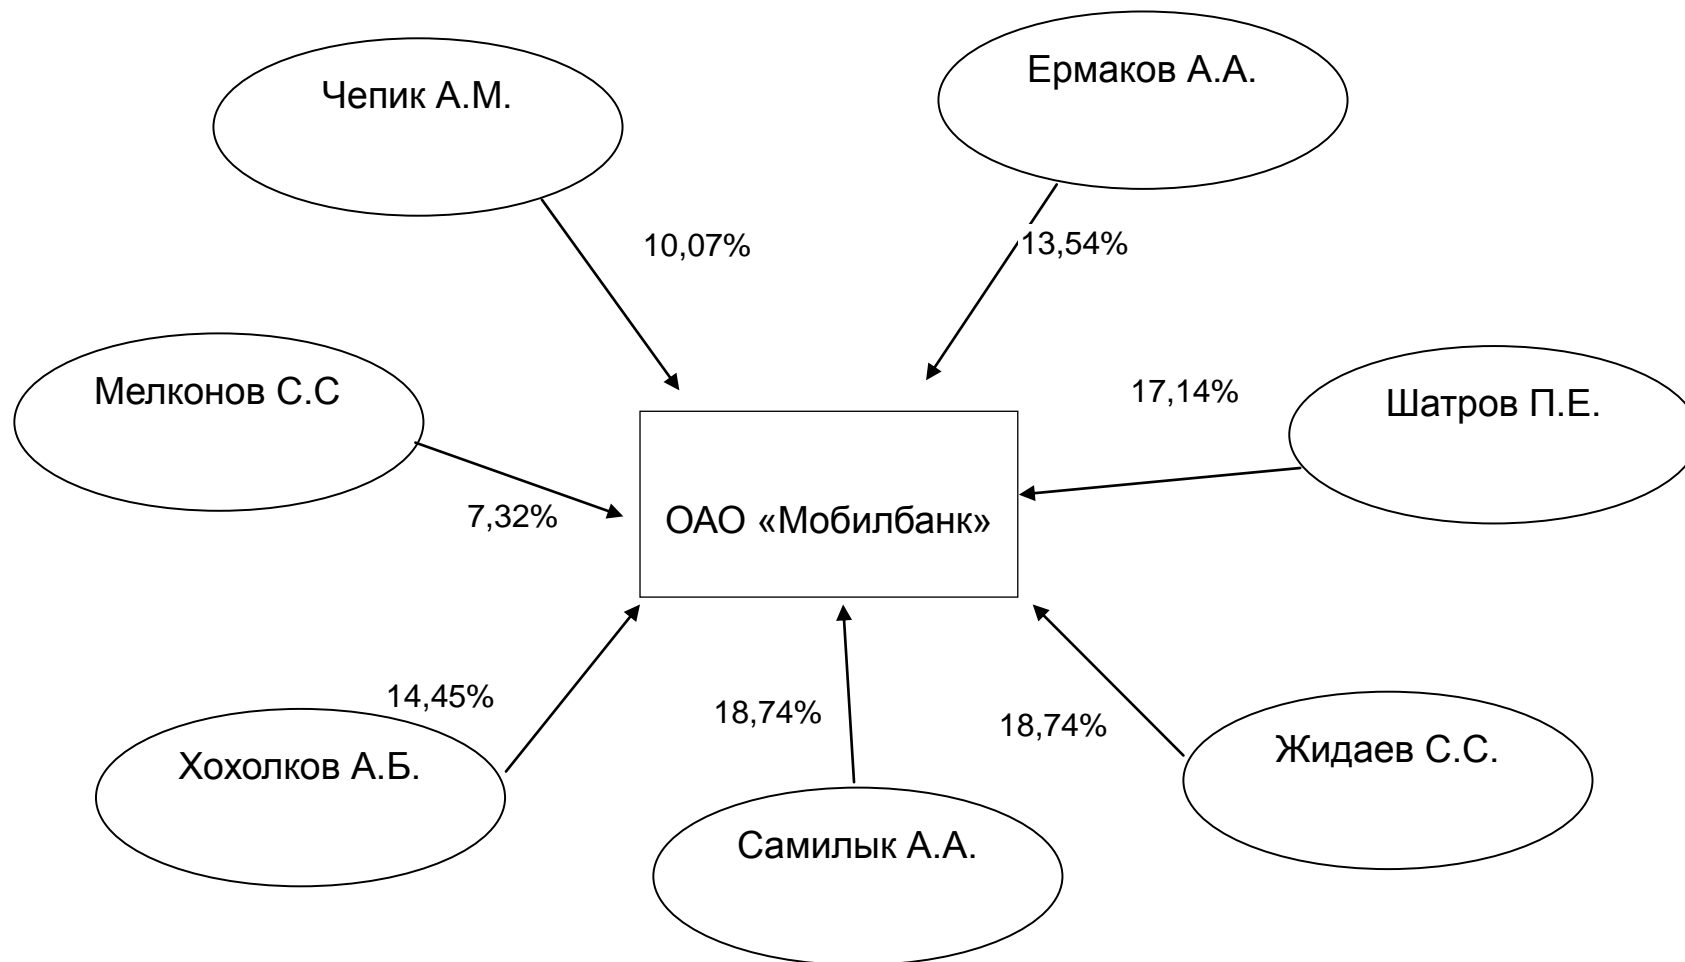 Чепик А.М.
Ермаков А.А.
10,07%
13,54%
Мелконов С.С
17,14%
Шатров П.Е.
7,32%
ОАО «Мобилбанк»
14,45%
18,74%
18,74%
Хохолков А.Б.
Жидаев С.С.
Самилык А.А.